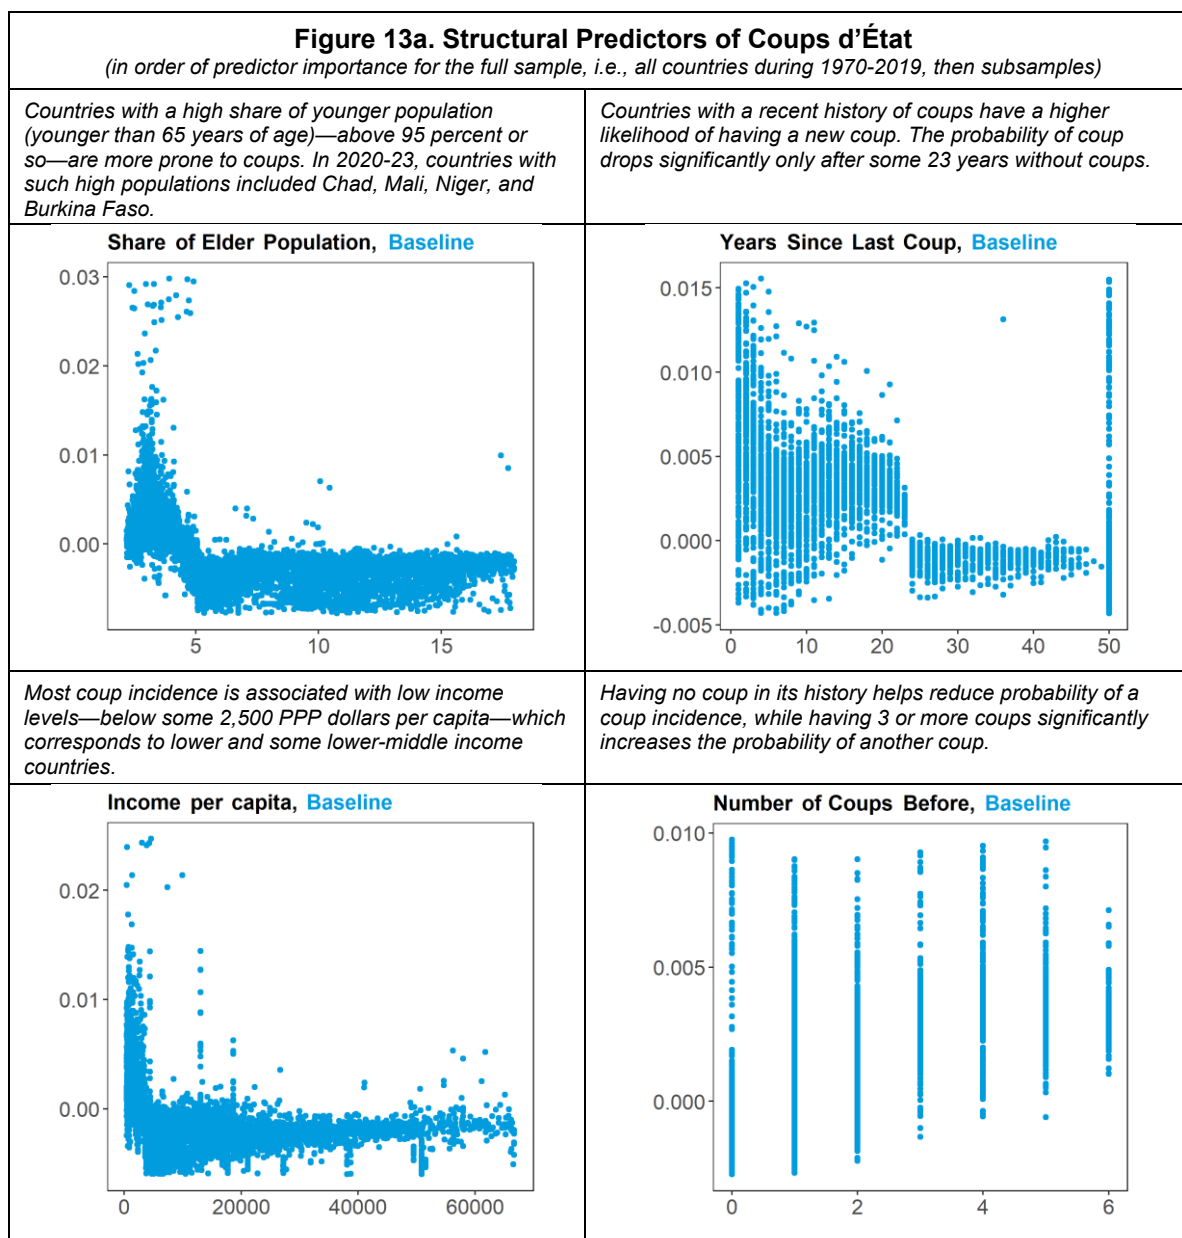 Figure 13a. Structural Predictors of Coups d’État
(in order of predictor importance for the full sample, i.e., all countries during 1970-2019, then subsamples)
Countries with a high share of younger population
(younger than 65 years of age)—above 95 percent or
so—are more prone to coups. In 2020-23, countries with
such high populations included Chad, Mali, Niger, and
Burkina Faso.
Countries with a recent history of coups have a higher
likelihood of having a new coup. The probability of coup
drops significantly only after some 23 years without coups.
Share of Elder Population, Baseline
0.03
0.02
0.01
0.00
5 10 15
Years Since Last Coup, Baseline
0.015
0.010
0.005
0.000
-0.005
0 10 20 30 40 50
Most coup incidence is associated with low income
levels—below some 2,500 PPP dollars per capita—which
corresponds to lower and some lower-middle income
countries.
Having no coup in its history helps reduce probability of a
coup incidence, while having 3 or more coups significantly
increases the probability of another coup.
Income per capita, Baseline
0.02
0.01
0.00
0 20000 40000 60000
Number of Coups Before, Baseline
0.010
0.005
0.000
0 2 4 6